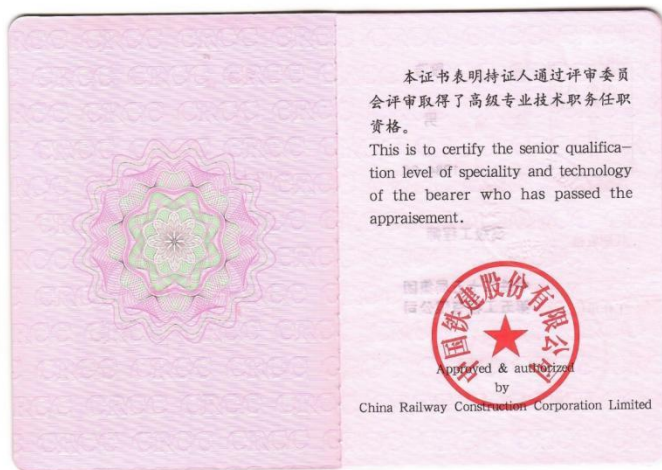 本证书表明持证人通过评审委员
会评审取得了高级专业技术职务任职
资格。
This is to certify the senior qualifica-
tion level of speciality and technology
of the bearer who has passed the
appraisement.
中国铁建股份有限公司
Approved & authorized
by
China Railway Construction Corporation Limited